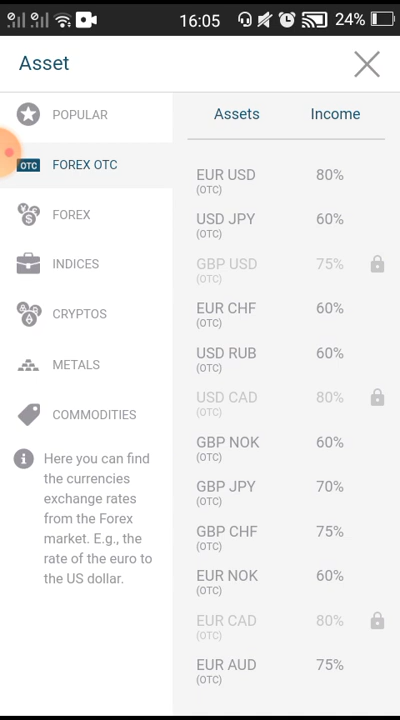 16:05
24%
Asset
POPULAR
OTC
FOREX OTC
FOREX
INDICES
CRYPTOS
METALS
COMMODITIES
Here you can find
the currencies
exchange rates
from the Forex
market. E.g., the
rate of the euro to
the US dollar.
Assets Income
EUR USD 80%
(OTC)
USD JPY 60%
(OTC)
GBP USD 75%
(OTC)
EUR CHF 60%
(OTC)
USD RUB 60%
(OTC)
USD CAD 80%
(OTC)
GBP NOK 60%
(OTC)
GBP JPY 70%
(OTC)
GBP CHF 75%
(OTC)
EUR NOK 60%
(OTC)
EUR CAD 80%
(OTC)
EUR AUD 75%
(OTC)